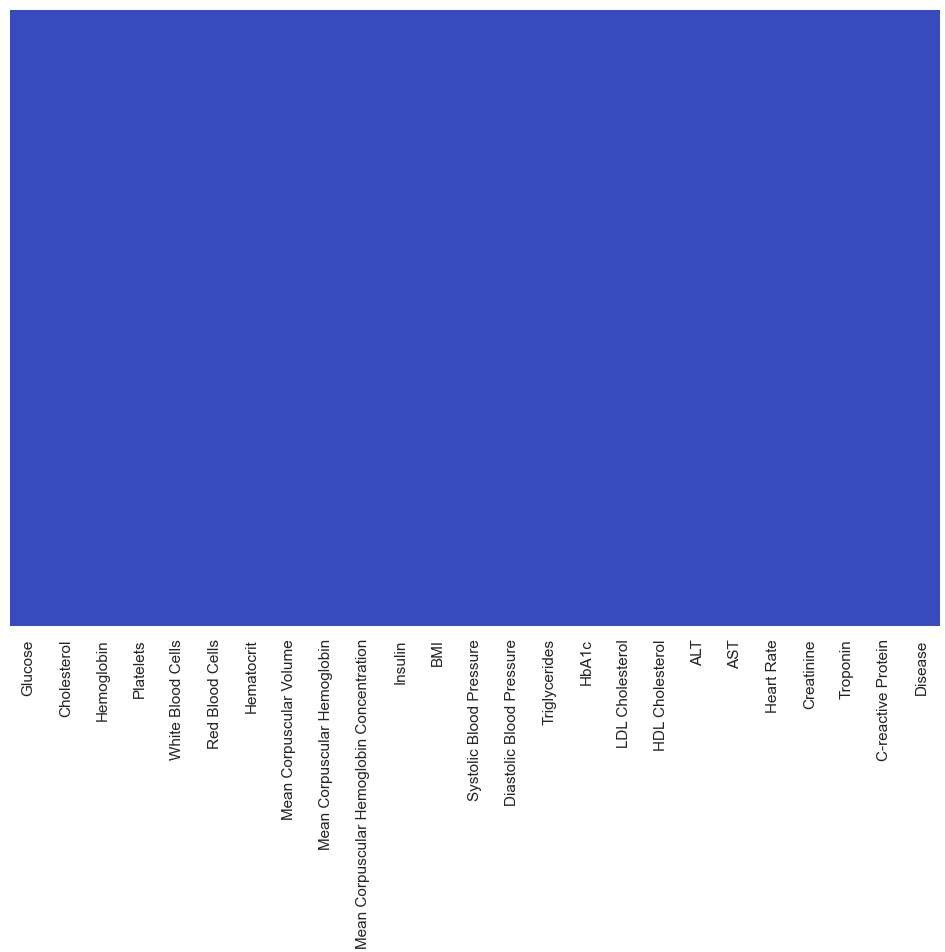 Glucose
Cholesterol
Hemoglobin
Platelets
White Blood Cells
Red Blood Cells
Hematocrit
Mean Corpuscular Volume
Mean Corpuscular Hemoglobin
Mean Corpuscular Hemoglobin Concentration
Insulin
BMI
Systolic Blood Pressure
Diastolic Blood Pressure
Triglycerides
HbA1c
LDL Cholesterol
HDL Cholesterol
ALT
AST
Heart Rate
Creatinine
Troponin
C-reactive Protein
Disease